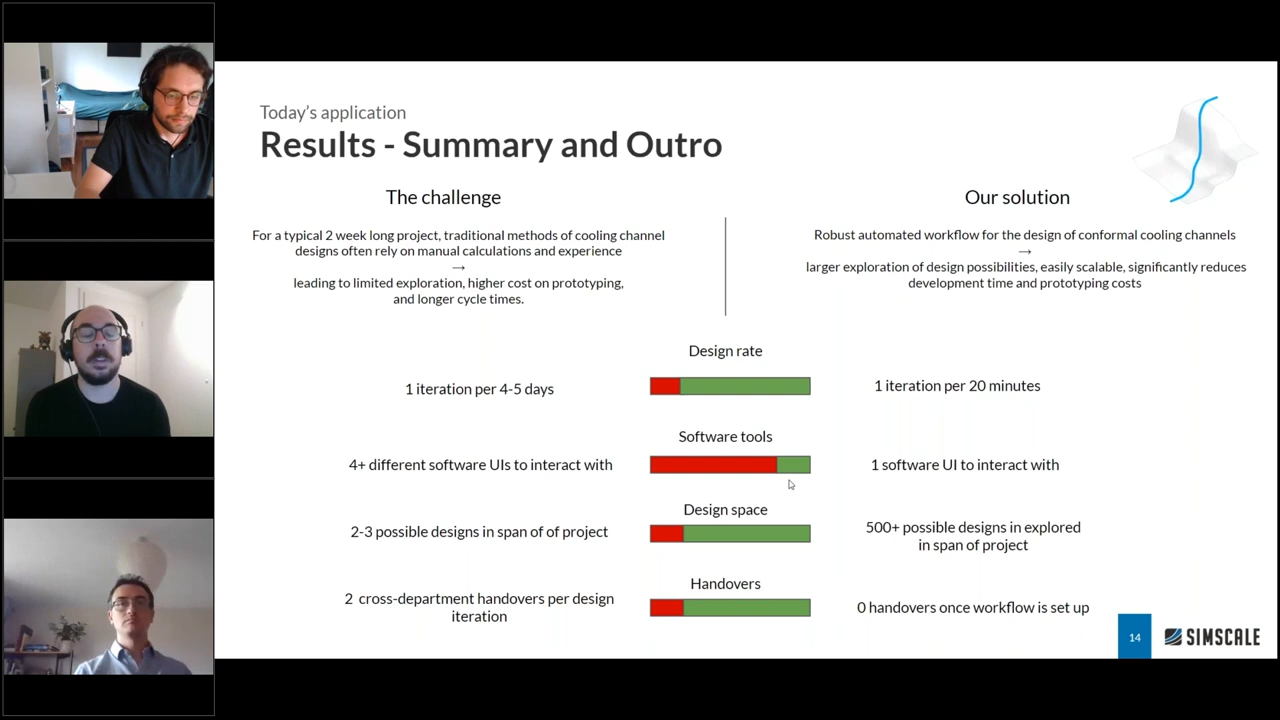 Today's application
Results - Summary and Outro
The challenge
For a typical 2 week long project, traditional methods of cooling channel
designs often rely on manual calculations and experience
→
leading to limited exploration, higher cost on prototyping,
and longer cycle times.
Our solution
Robust automated workflow for the design of conformal cooling channels
→
larger exploration of design possibilities, easily scalable, significantly reduces
development time and prototyping costs
Design rate
1 iteration per 4-5 days
1 iteration per 20 minutes
Software tools
4+ different software UIs to interact with
1 software UI to interact with
Design space
2-3 possible designs in span of of project
500+ possible designs in explored
in span of project
Handovers
2 cross-department handovers per design
iteration
0 handovers once workflow is set up
14
SIMSCALE